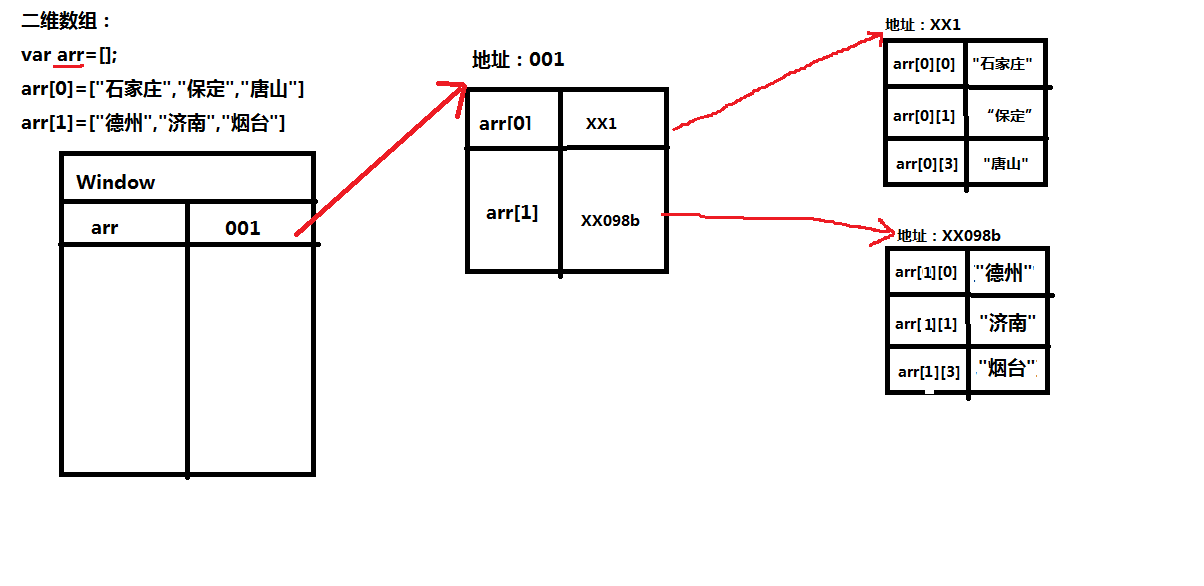 二维数组：
var arr=[];
arr[0]=["石家庄","保定","唐山"]
arr[1]=["德州","济南","烟台"]
Window
arr 001
地址：001
arr[0] XX1
arr[1] XX098b
地址：XX1
arr[0][0] "石家庄"
arr[0][1] “保定”
arr[0][3] "唐山"
地址：XX098b
arr[1][0] "德州"
arr[1][1] "济南"
arr[1][3] "烟台"